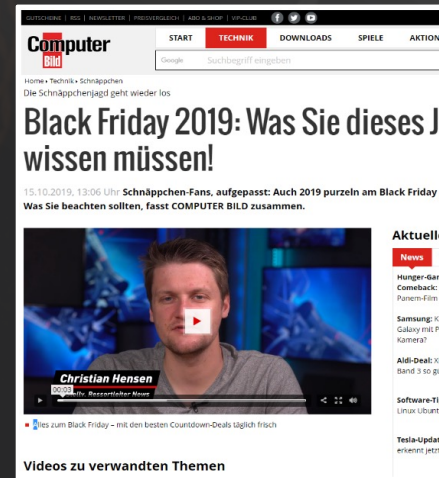 GUTSCHEINE | RSS | NEWSLETTER | PREISVERGLEICH | ABO & SHOP | VIP-CLUB
Computer
Bild
START TECHNIK DOWNLOADS SPIELE AKTION
Google Suchbegriff eingeben
Home Technik Schnäppchen
Die Schnäppchenjagd geht wieder los
Black Friday 2019: Was Sie dieses J
wissen müssen!
15.10.2019, 13:06 Uhr Schnäppchen-Fans, aufgepasst: Auch 2019 purzeln am Black Friday
Was Sie beachten sollten, fasst COMPUTER BILD zusammen.
Christian Hensen
00:03
Ressortleiter News
Alles zum Black Friday – mit den besten Countdown-Deals täglich frisch
Videos zu verwandten Themen
Aktuell
News
Hunger-Gar
Comeback:
Panem-Film
Samsung: K
Galaxy mit P
Kamera?
Aldi-Deal: X
Band 3 so gü
Software-Ti
Linux Ubunt
Tesla-Updat
erkennt jetzt